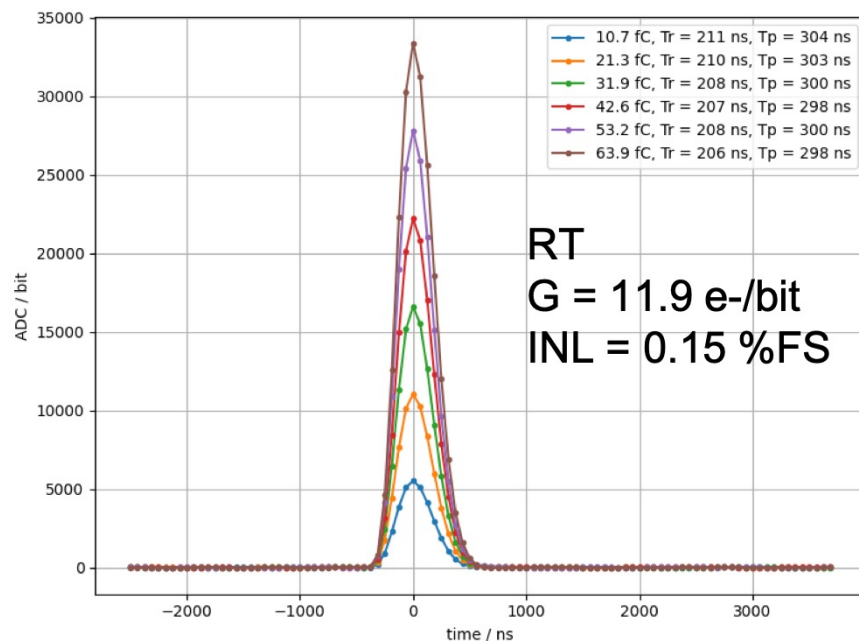 35000
30000
25000
20000
15000
10000
5000
0
ADC / bit
10.7 fC, Tr = 211 ns, Tp = 304 ns
21.3 fC, Tr = 210 ns, Tp = 303 ns
31.9 fC, Tr = 208 ns, Tp = 300 ns
42.6 fC, Tr = 207 ns, Tp = 298 ns
53.2 fC, Tr = 208 ns, Tp = 300 ns
63.9 fC, Tr = 206 ns, Tp = 298 ns
RT
G = 11.9 e-/bit
INL = 0.15 %FS
−2000 −1000 0 1000 2000 3000
time / ns